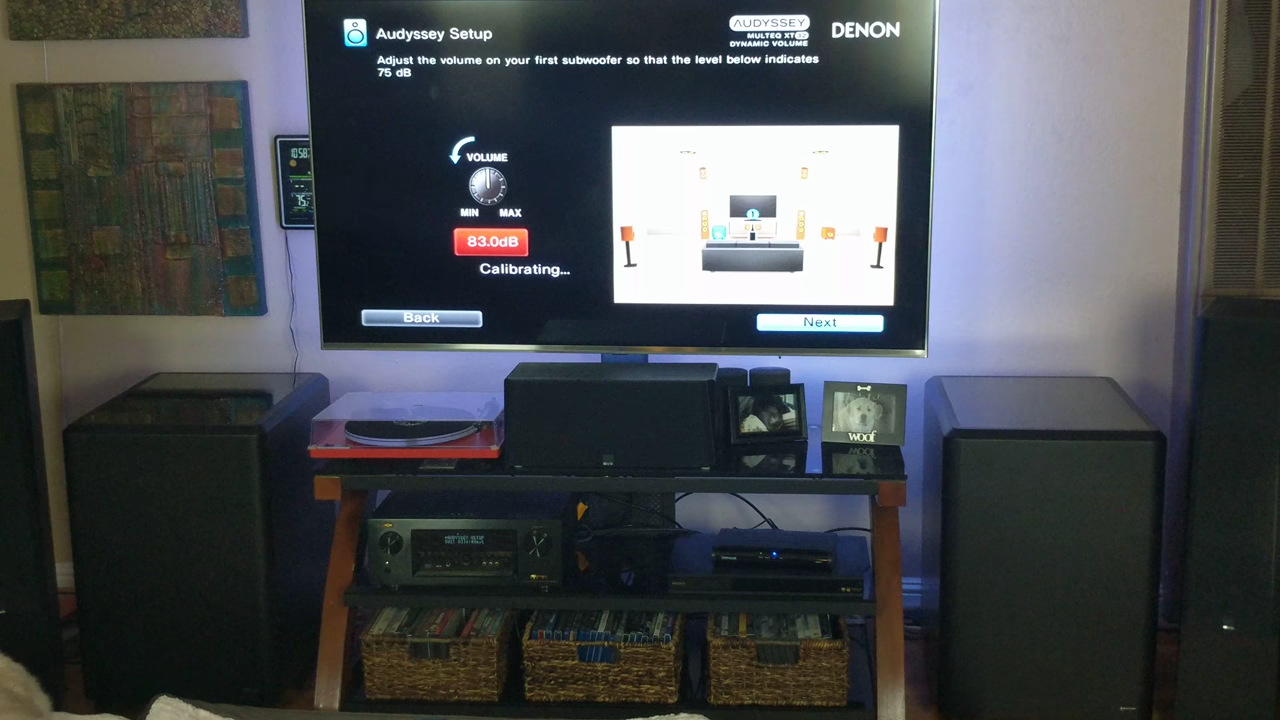 Audyssey Setup
AUDYSSEY
MULTEQ XT32
DYNAMIC VOLUME
DENON
Adjust the volume on your first subwoofer so that the level below indicates
75 dB
VOLUME
MIN MAX
83.0dB
Calibrating...
Back
Next
woof